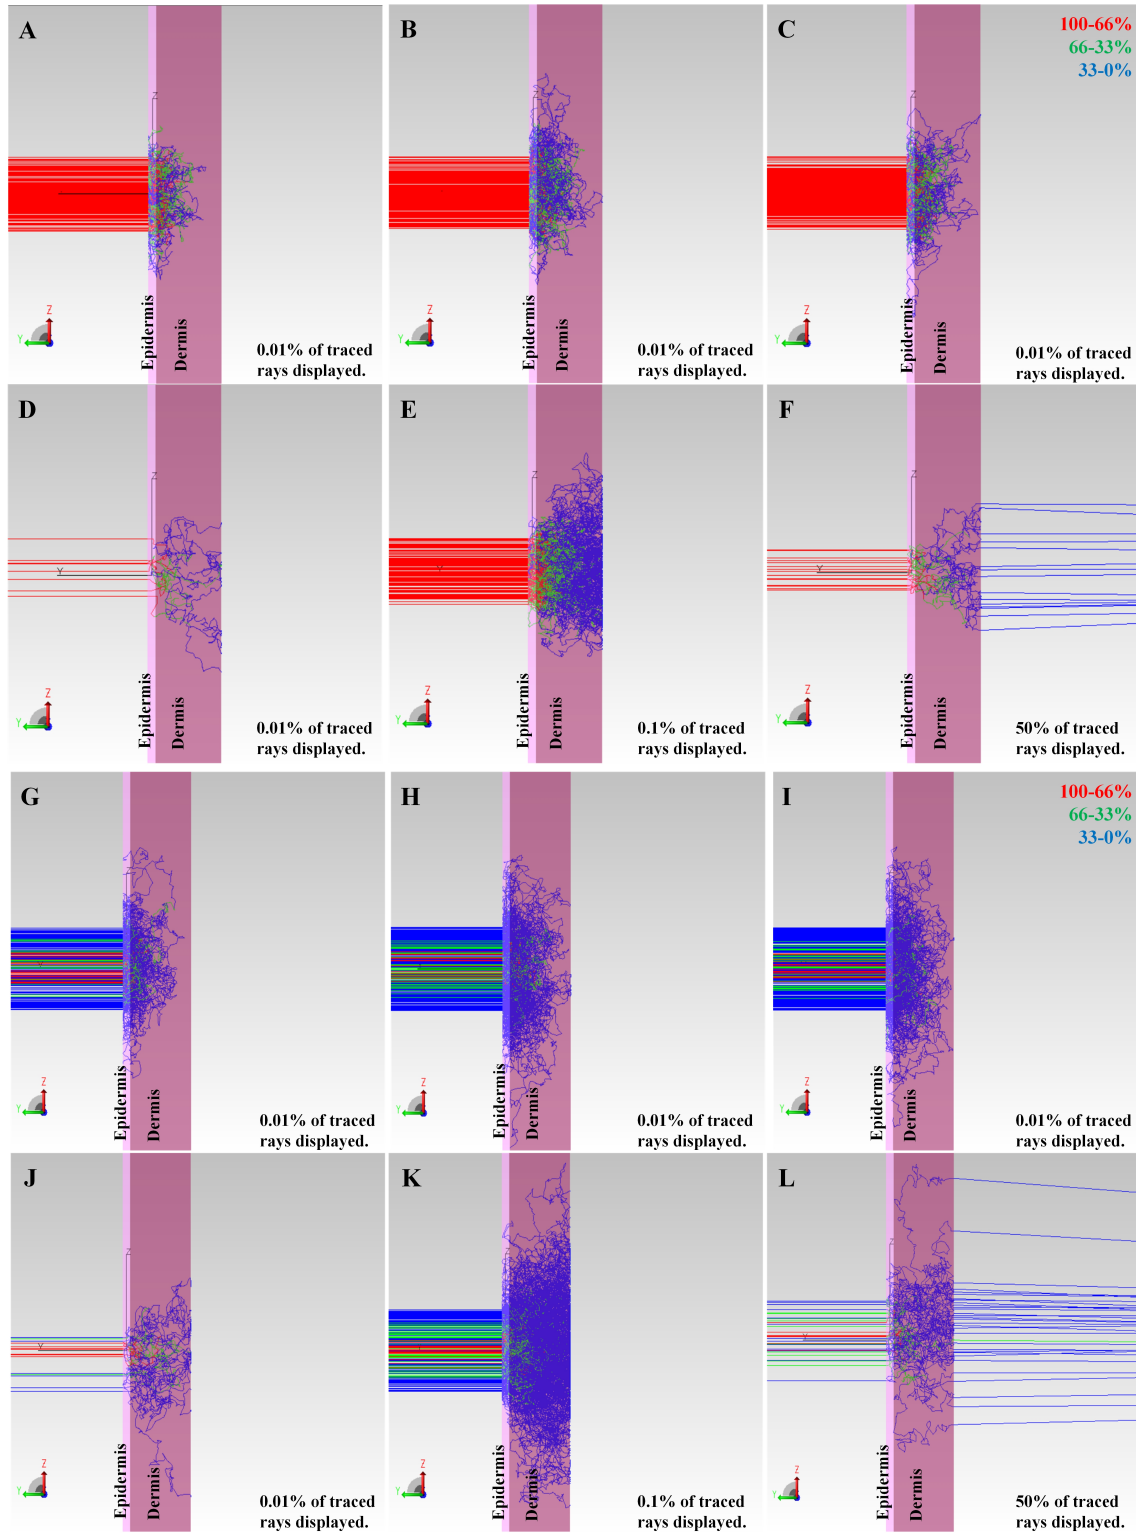 A
Z
Epidermis
Dermis
Z
Y
0.01% of traced
rays displayed.
B
Z
Epidermis
Dermis
Z
Y
0.01% of traced
rays displayed.
C
100-66%
66-33%
33-0%
Z
Epidermis
Dermis
Z
Y
0.01% of traced
rays displayed.
D
Z
Y
Epidermis
Dermis
Z
Y
0.01% of traced
rays displayed.
E
Z
Y
Epidermis
Dermis
Z
Y
0.1% of traced
rays displayed.
F
Z
Y
Epidermis
Dermis
Z
Y
50% of traced
rays displayed.
G
Z
Y
Epidermis
Dermis
Z
Y
0.01% of traced
rays displayed.
H
Z
Epidermis
Dermis
Z
Y
0.01% of traced
rays displayed.
I
100-66%
66-33%
33-0%
Z
Epidermis
Dermis
Z
Y
0.01% of traced
rays displayed.
J
Z
Y
Epidermis
Dermis
Z
Y
0.01% of traced
rays displayed.
K
Z
Y
Epidermis
Dermis
Z
Y
0.1% of traced
rays displayed.
L
Z
Y
Epidermis
Dermis
Z
Y
50% of traced
rays displayed.